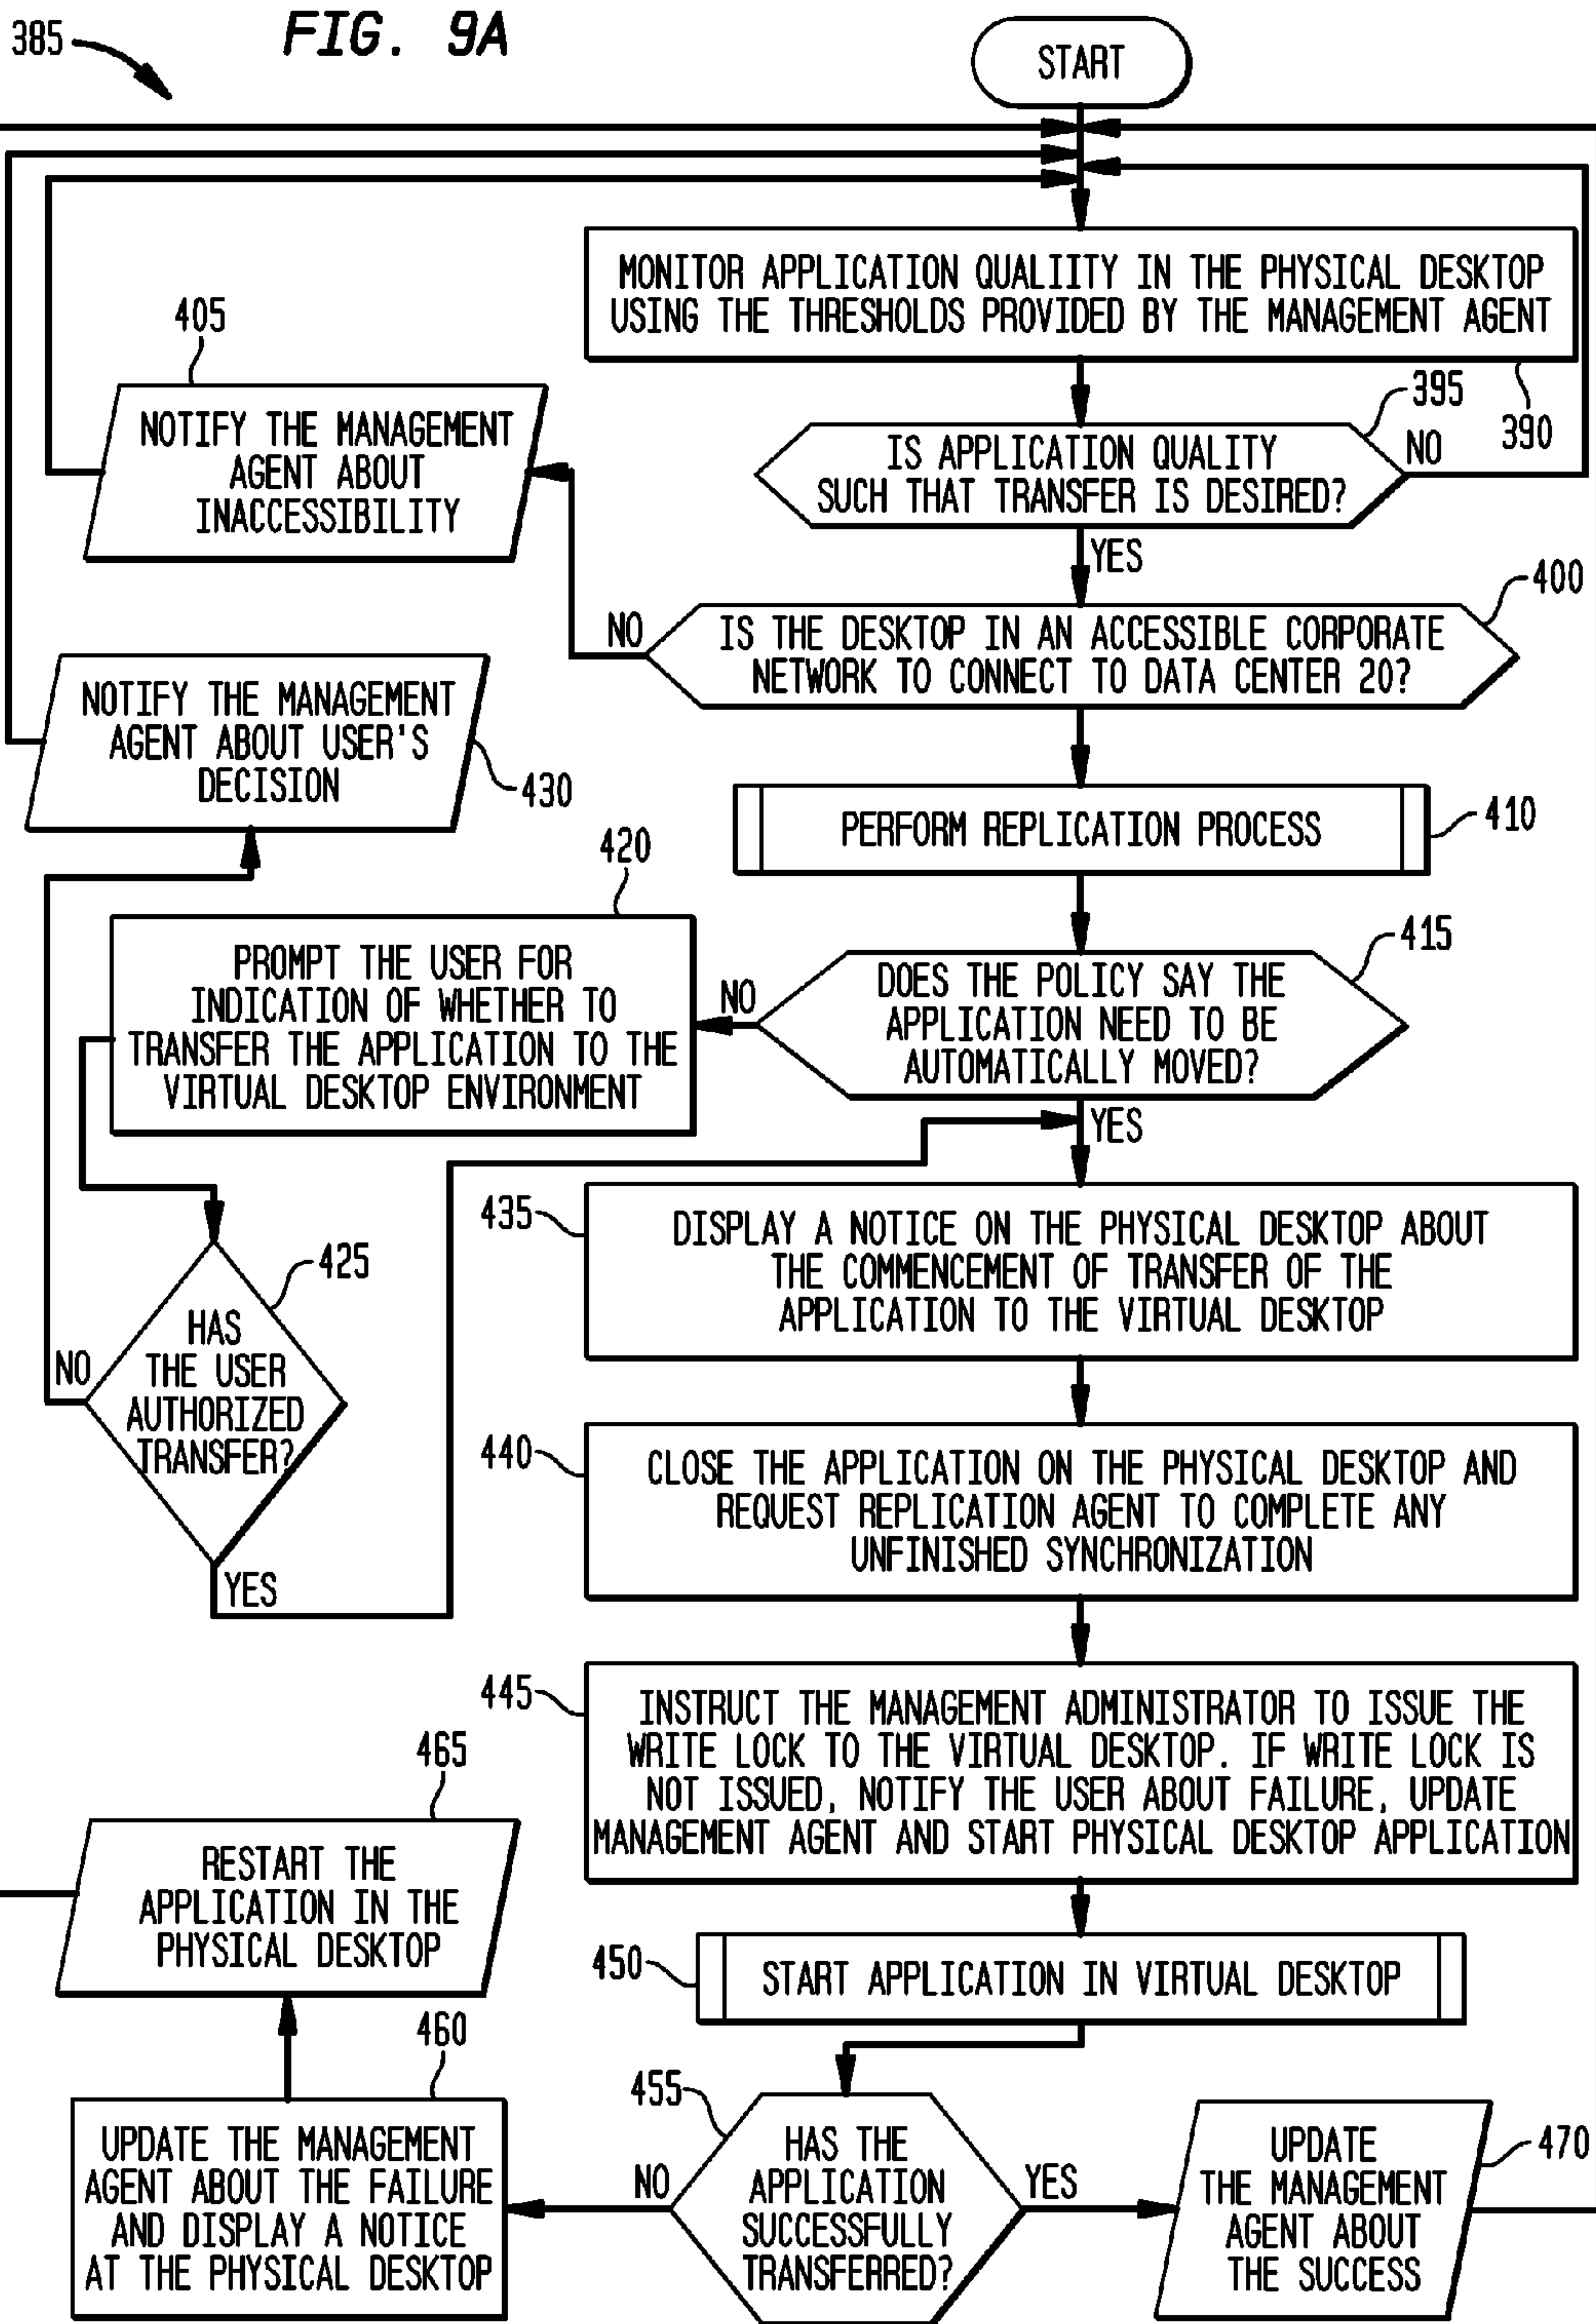 385
FIG. 9A
START
MONITOR APPLICATION QUALIITY IN THE PHYSICAL DESKTOP
USING THE THRESHOLDS PROVIDED BY THE MANAGEMENT AGENT
390
405
NOTIFY THE MANAGEMENT
AGENT ABOUT
INACCESSIBILITY
395
IS APPLICATION QUALITY
SUCH THAT TRANSFER IS DESIRED?
NO
YES
400
IS THE DESKTOP IN AN ACCESSIBLE CORPORATE
NETWORK TO CONNECT TO DATA CENTER 20?
NO
NOTIFY THE MANAGEMENT
AGENT ABOUT USER'S
DECISION
430
PERFORM REPLICATION PROCESS
410
420
PROMPT THE USER FOR
INDICATION OF WHETHER TO
TRANSFER THE APPLICATION TO THE
VIRTUAL DESKTOP ENVIRONMENT
415
DOES THE POLICY SAY THE
APPLICATION NEED TO BE
AUTOMATICALLY MOVED?
NO
YES
425
HAS
THE USER
AUTHORIZED
TRANSFER?
NO
YES
435
DISPLAY A NOTICE ON THE PHYSICAL DESKTOP ABOUT
THE COMMENCEMENT OF TRANSFER OF THE
APPLICATION TO THE VIRTUAL DESKTOP
440
CLOSE THE APPLICATION ON THE PHYSICAL DESKTOP AND
REQUEST REPLICATION AGENT TO COMPLETE ANY
UNFINISHED SYNCHRONIZATION
445
INSTRUCT THE MANAGEMENT ADMINISTRATOR TO ISSUE THE
WRITE LOCK TO THE VIRTUAL DESKTOP. IF WRITE LOCK IS
NOT ISSUED, NOTIFY THE USER ABOUT FAILURE, UPDATE
MANAGEMENT AGENT AND START PHYSICAL DESKTOP APPLICATION
465
RESTART THE
APPLICATION IN THE
PHYSICAL DESKTOP
450
START APPLICATION IN VIRTUAL DESKTOP
460
UPDATE THE MANAGEMENT
AGENT ABOUT THE FAILURE
AND DISPLAY A NOTICE
AT THE PHYSICAL DESKTOP
455
HAS THE
APPLICATION
SUCCESSFULLY
TRANSFERRED?
NO
YES
UPDATE
THE MANAGEMENT
AGENT ABOUT
THE SUCCESS
470